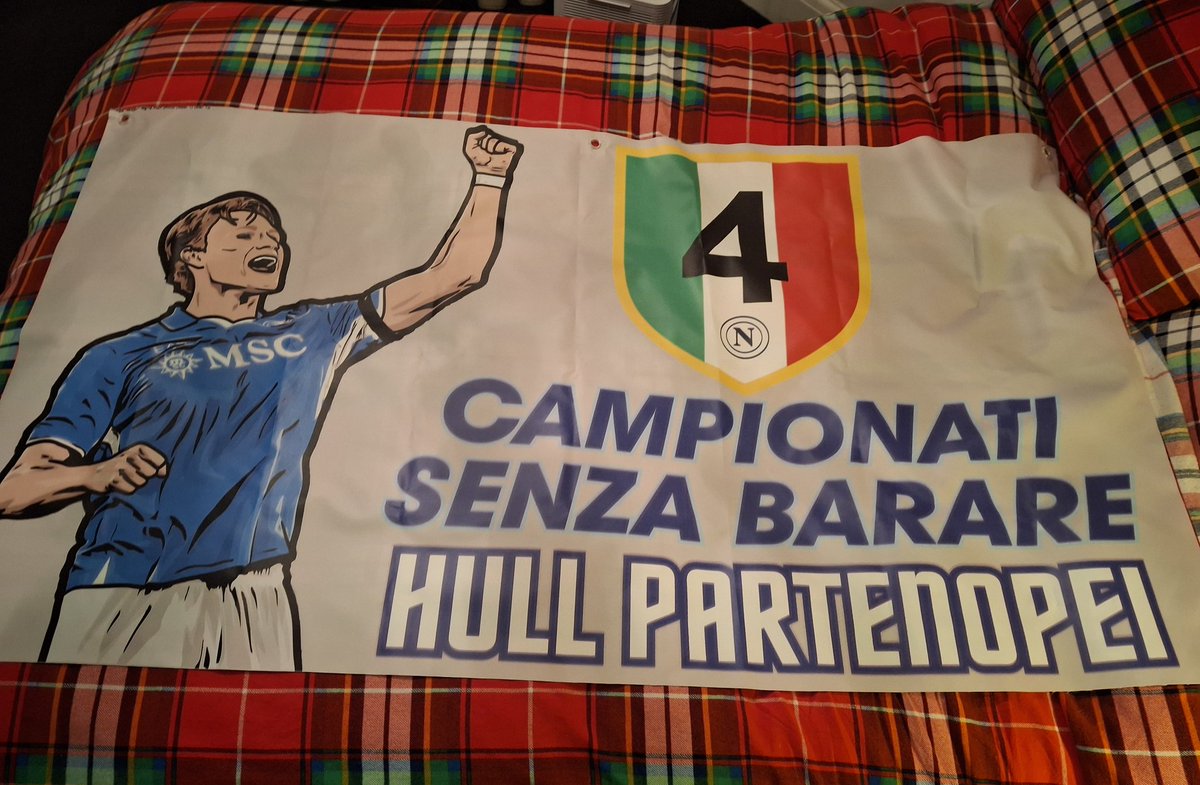 MSC
4
N
CAMPIONATI
SENZA BARARE
HULL PARTENOPEI